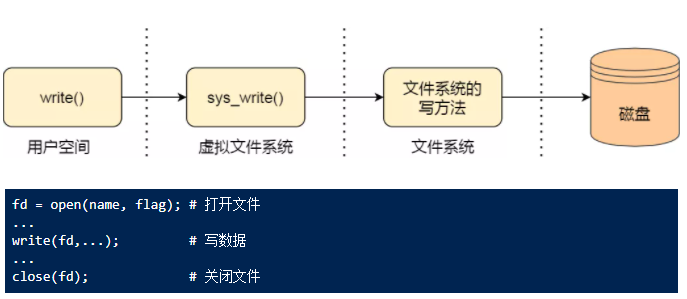 write()
sys_write()
文件系统的
写方法
磁盘
用户空间
虚拟文件系统
文件系统
fd = open(name, flag); # 打开文件
...
write(fd,...); # 写数据
...
close(fd); # 关闭文件